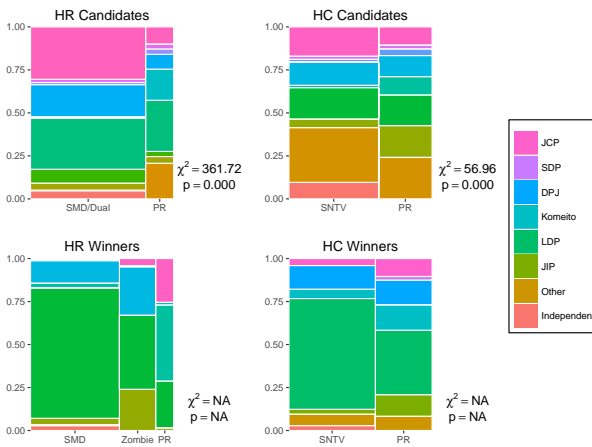 HR Candidates
HC Candidates
1.00
0.75
0.50
0.25
0.00
χ² = 361.72
p = 0.000
SMD/Dual
PR
1.00
0.75
0.50
0.25
0.00
χ² = 56.96
p = 0.000
SNTV
PR
JCP
SDP
DPJ
Komeito
LDP
JIP
Other
Independen
HR Winners
HC Winners
1.00
0.75
0.50
0.25
0.00
χ² = NA
p = NA
SMD
Zombie
PR
1.00
0.75
0.50
0.25
0.00
χ² = NA
p = NA
SNTV
PR